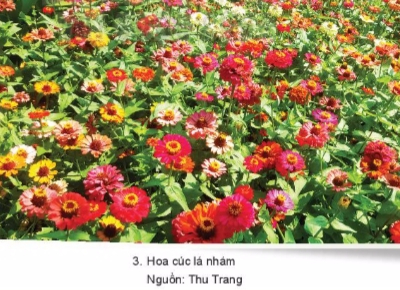 3. Hoa cúc lá nhám
Nguồn: Thu Trang